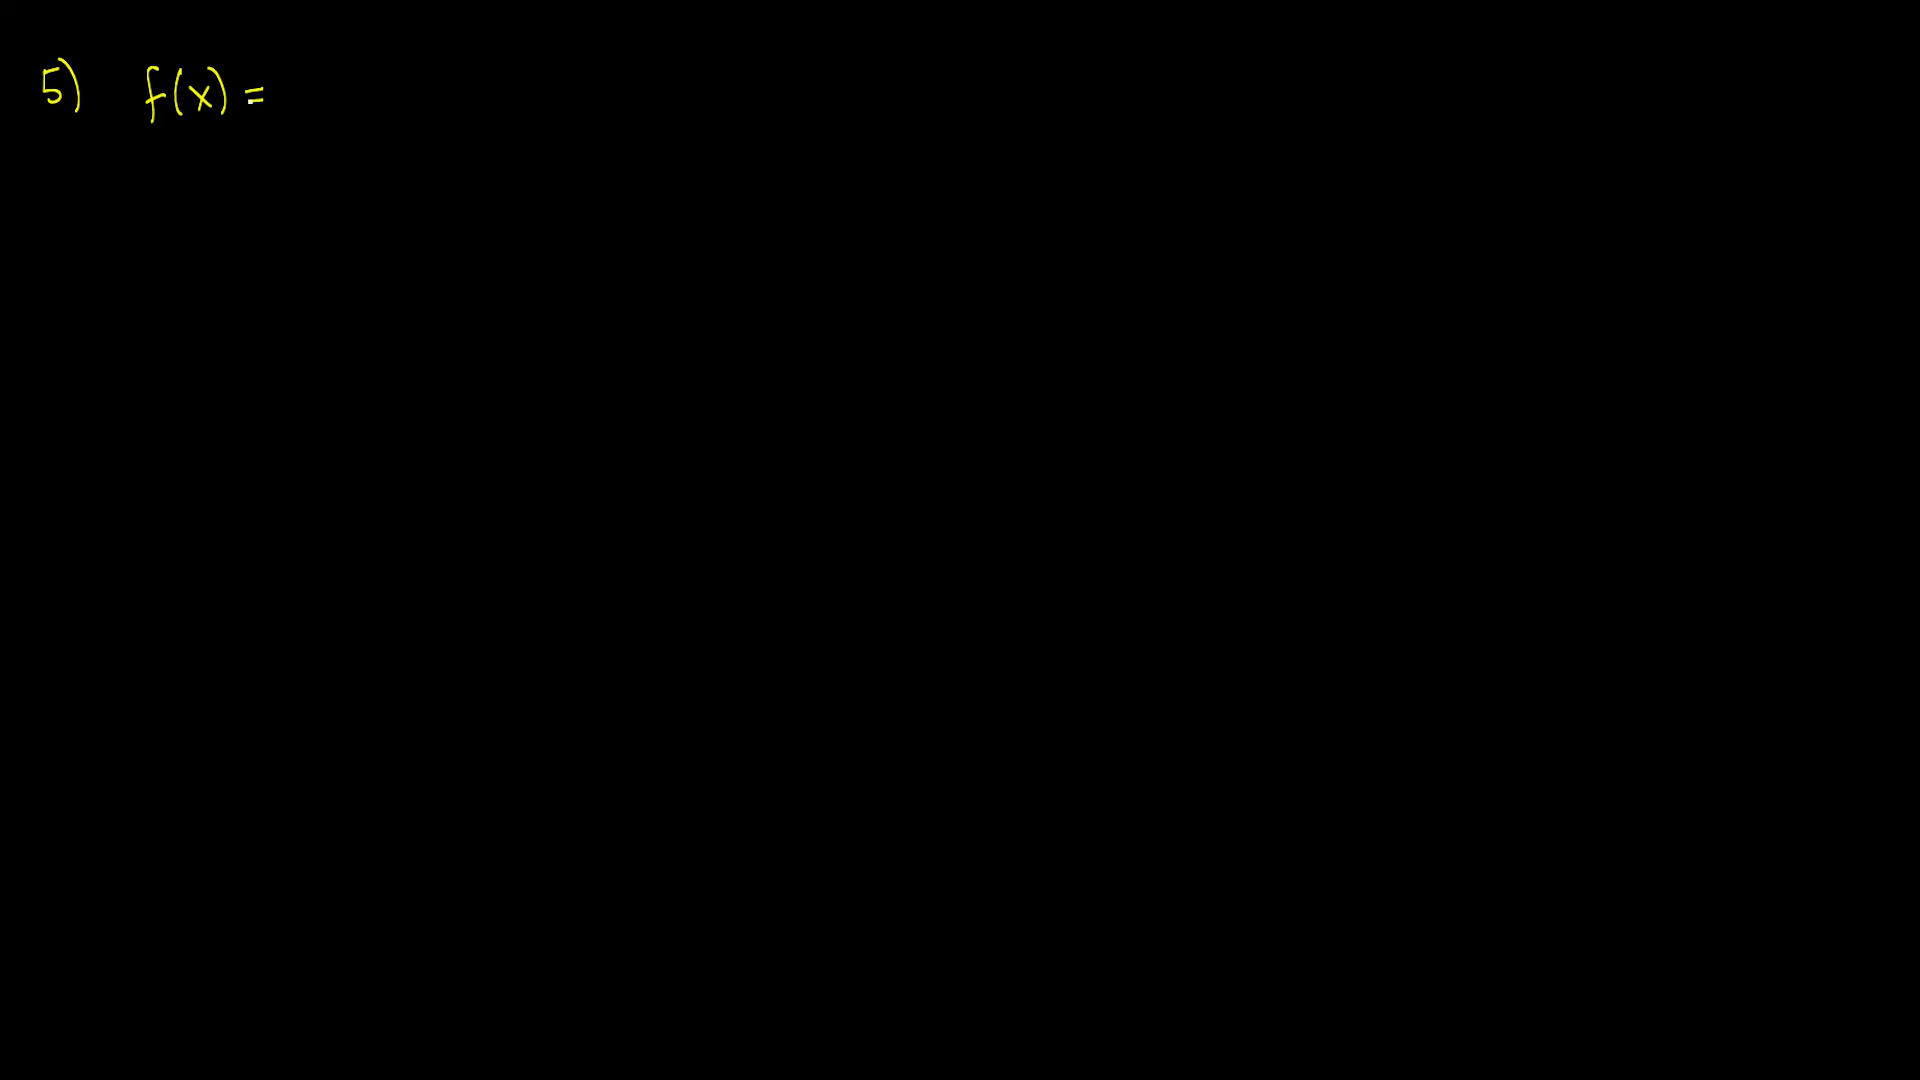 5) f(x) =